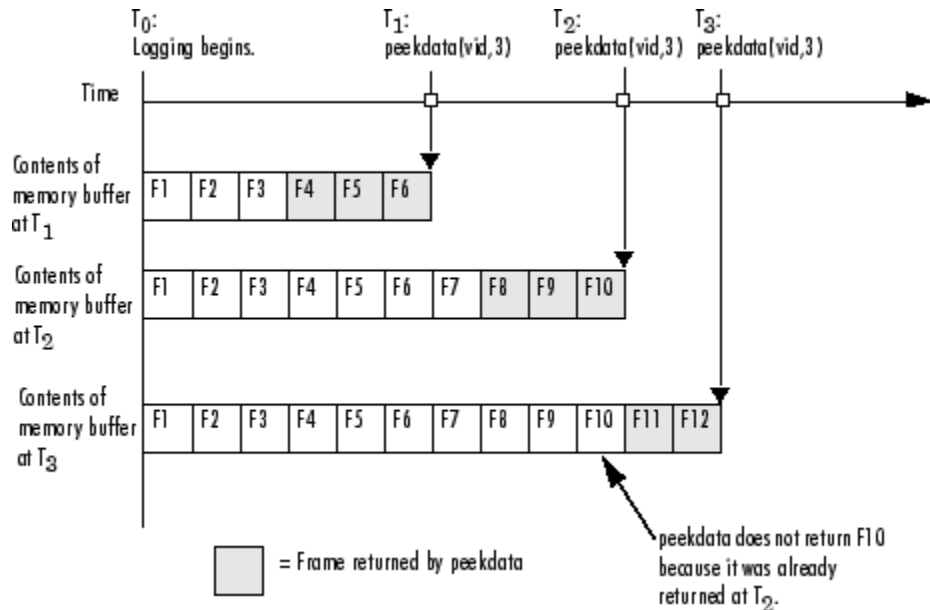 T0:
Logging begins.
T1:
peekdata(vid,3)
T2:
peekdata(vid,3)
T3:
peekdata(vid,3)
Time
Contents of
memory buffer
at T1
F1 F2 F3 F4 F5 F6
Contents of
memory buffer
at T2
F1 F2 F3 F4 F5 F6 F7 F8 F9 F10
Contents of
memory buffer
at T3
F1 F2 F3 F4 F5 F6 F7 F8 F9 F10 F11 F12
= Frame returned by peekdata
peekdata does not return F10
because it was already
returned at T2.